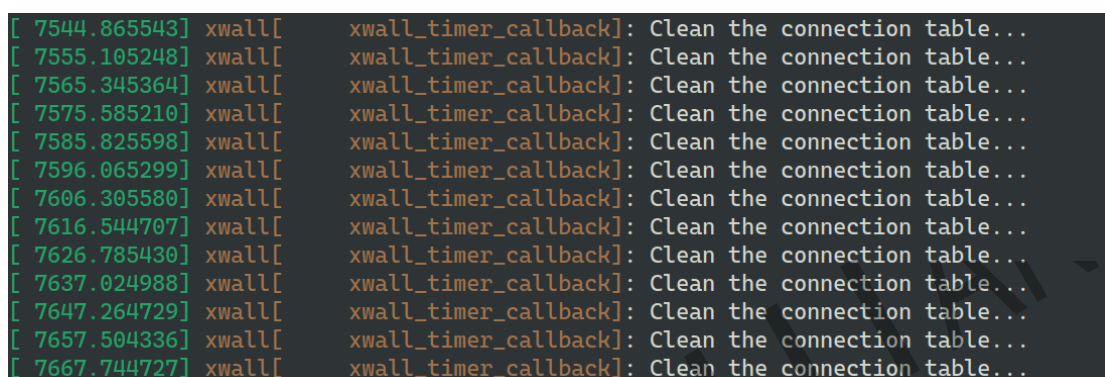 [ 7544.865543] xwall[      xwall_timer_callback]: Clean the connection table...
[ 7555.105248] xwall[      xwall_timer_callback]: Clean the connection table...
[ 7565.345364] xwall[      xwall_timer_callback]: Clean the connection table...
[ 7575.585210] xwall[      xwall_timer_callback]: Clean the connection table...
[ 7585.825598] xwall[      xwall_timer_callback]: Clean the connection table...
[ 7596.065299] xwall[      xwall_timer_callback]: Clean the connection table...
[ 7606.305580] xwall[      xwall_timer_callback]: Clean the connection table...
[ 7616.544707] xwall[      xwall_timer_callback]: Clean the connection table...
[ 7626.785430] xwall[      xwall_timer_callback]: Clean the connection table...
[ 7637.024988] xwall[      xwall_timer_callback]: Clean the connection table...
[ 7647.264729] xwall[      xwall_timer_callback]: Clean the connection table...
[ 7657.504336] xwall[      xwall_timer_callback]: Clean the connection table...
[ 7667.744727] xwall[      xwall_timer_callback]: Clean the connection table...